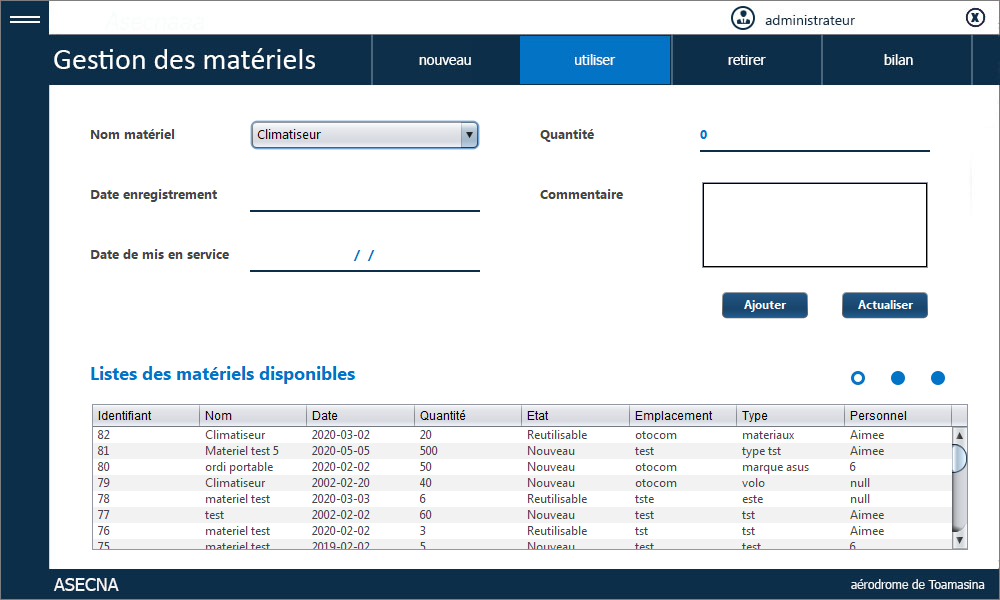 Asecnaaa
administrateur
Gestion des matériels nouveau utiliser retirer bilan
Nom matériel Climatiseur Quantité 0
Date enregistrement Commentaire
Date de mis en service / /
Ajouter Actualiser
Listes des matériels disponibles
Identifiant Nom Date Quantité Etat Emplacement Type Personnel
82 Climatiseur 2020-03-02 20 Reutilisable otocom materiaux Aimee
81 Materiel test 5 2020-05-05 500 Nouveau test type tst Aimee
80 ordi portable 2020-02-02 50 Nouveau otocom marque asus 6
79 Climatiseur 2002-02-20 40 Nouveau otocom volo null
78 materiel test 2020-03-03 6 Reutilisable tste este null
77 test 2002-02-02 60 Nouveau test tst Aimee
76 materiel test 2020-02-02 3 Reutilisable tst tst Aimee
75 materiel test 2019-02-02 5 Nouveau test test 6
ASECNA aérodrome de Toamasina